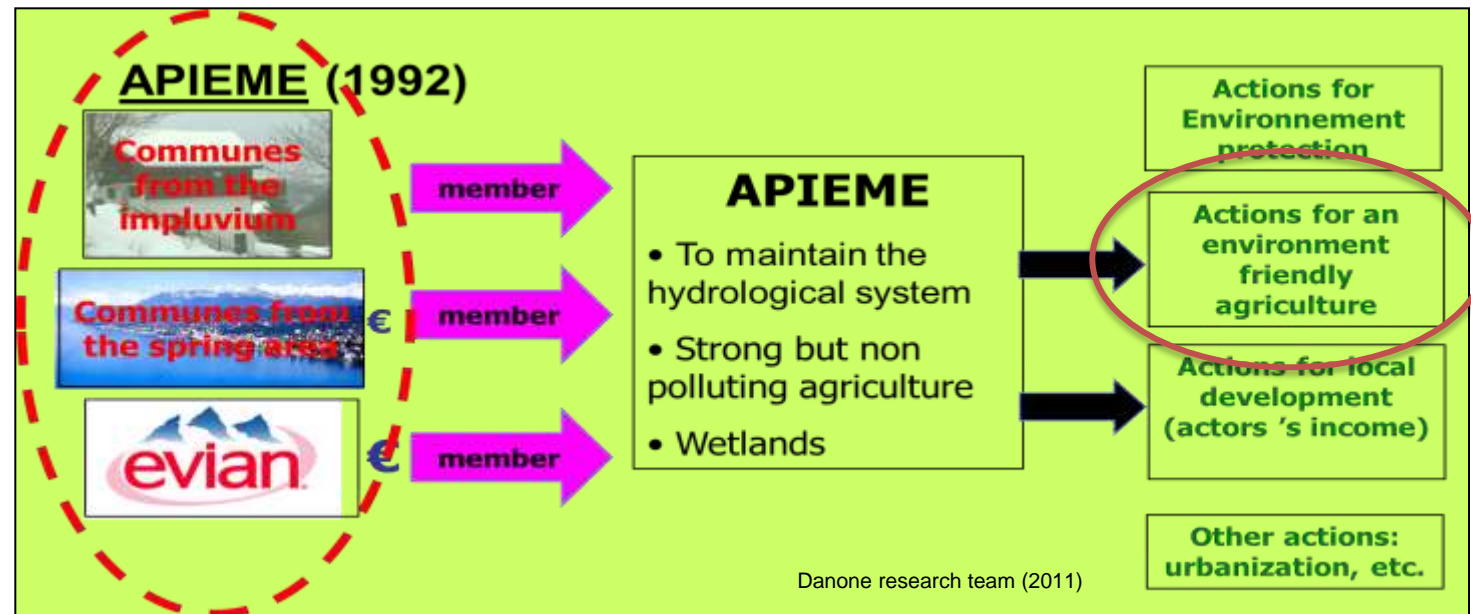 APIEME (1992)
Communes
from the
impluvium
member
Communes from
the spring area
€
member
evian
€
member
APIEME
• To maintain the
hydrological system
• Strong but non
polluting agriculture
• Wetlands
Actions for
Environnement
protection
Actions for an
environment
friendly
agriculture
Actions for local
development
(actors 's income)
Other actions:
urbanization, etc.
Danone research team (2011)